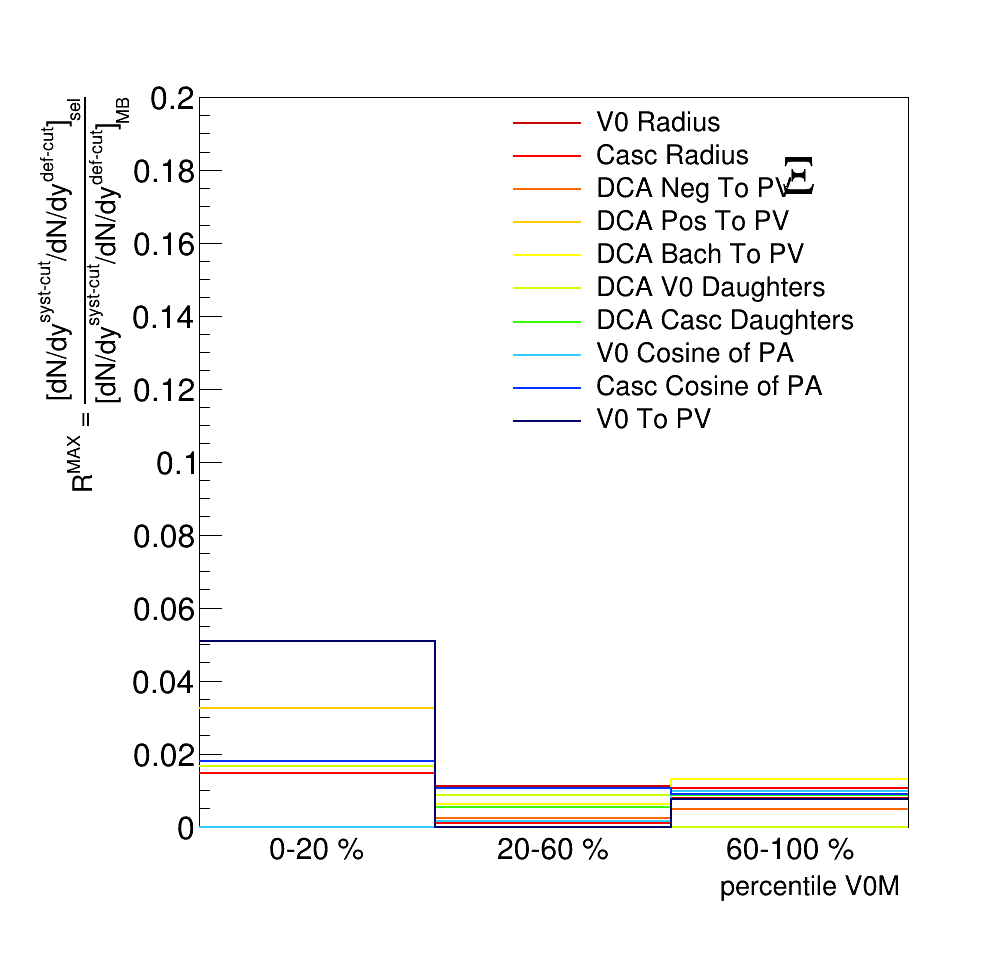 R^MAX = [dN/dy^syst-cut/dN/dy^def-cut]_sel
[dN/dy^syst-cut/dN/dy^def-cut]_MB
0.2
0.18
0.16
0.14
0.12
0.1
0.08
0.06
0.04
0.02
0
V0 Radius
Casc Radius
DCA Neg To PV
Ξ
DCA Pos To PV
DCA Bach To PV
DCA V0 Daughters
DCA Casc Daughters
V0 Cosine of PA
Casc Cosine of PA
V0 To PV
0-20 %
20-60 %
60-100 %
percentile V0M